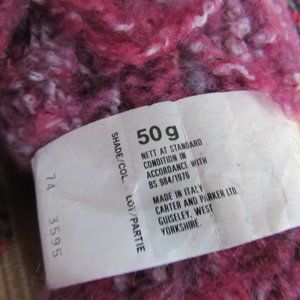 50g
NETT AT STANDARD
CONDITION IN
ACCORDANCE WITH
BS 984/1976
MADE IN ITALY
CARTER AND PARKER LTD.
GUISELEY, WEST
YORKSHIRE.
SHADE/COL. LOT/PARTIE
74 3595